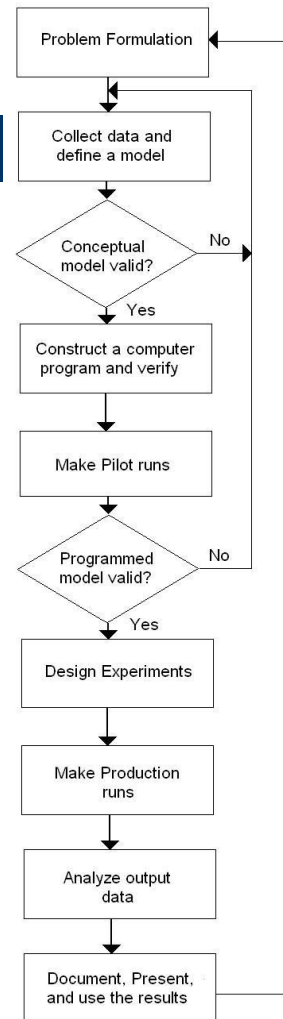 Problem Formulation
Collect data and
define a model
Conceptual
model valid?
No
Yes
Construct a computer
program and verify
Make Pilot runs
Programmed
model valid?
No
Yes
Design Experiments
Make Production
runs
Analyze output
data
Document, Present,
and use the results